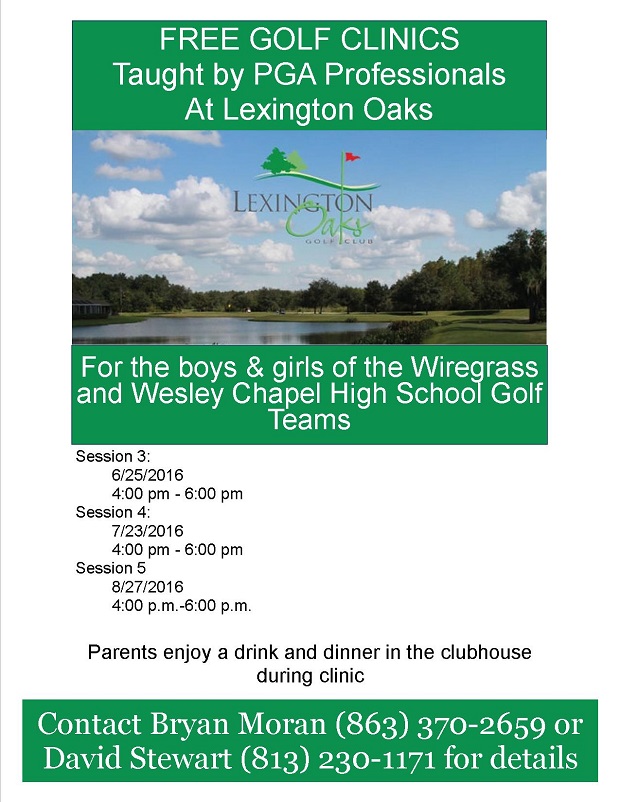 FREE GOLF CLINICS
Taught by PGA Professionals
At Lexington Oaks
LEXINGTON
Oaks
GOLF CLUB
For the boys & girls of the Wiregrass
and Wesley Chapel High School Golf
Teams
Session 3:
6/25/2016
4:00 pm - 6:00 pm
Session 4:
7/23/2016
4:00 pm - 6:00 pm
Session 5
8/27/2016
4:00 p.m.-6:00 p.m.
Parents enjoy a drink and dinner in the clubhouse
during clinic
Contact Bryan Moran (863) 370-2659 or
David Stewart (813) 230-1171 for details